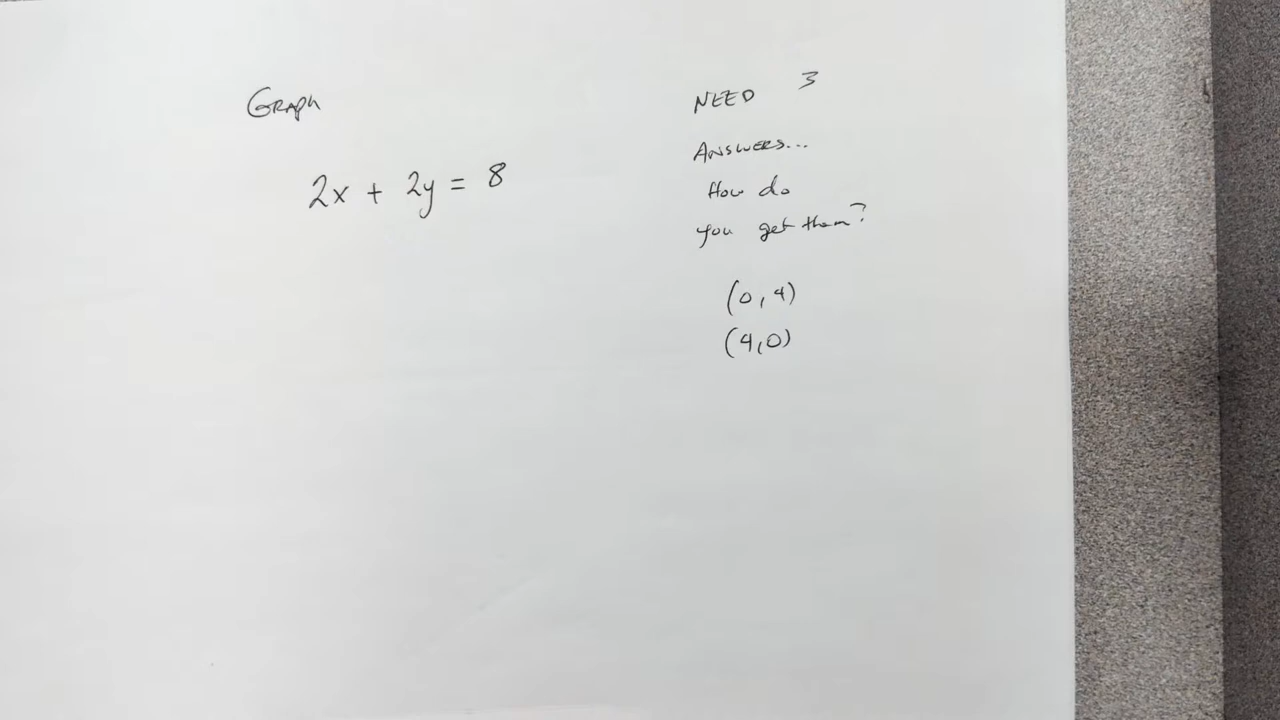 GRAPH
2x + 2y = 8
NEED 3
ANSWERS...
How do
you get them?
(0, 4)
(4,0)